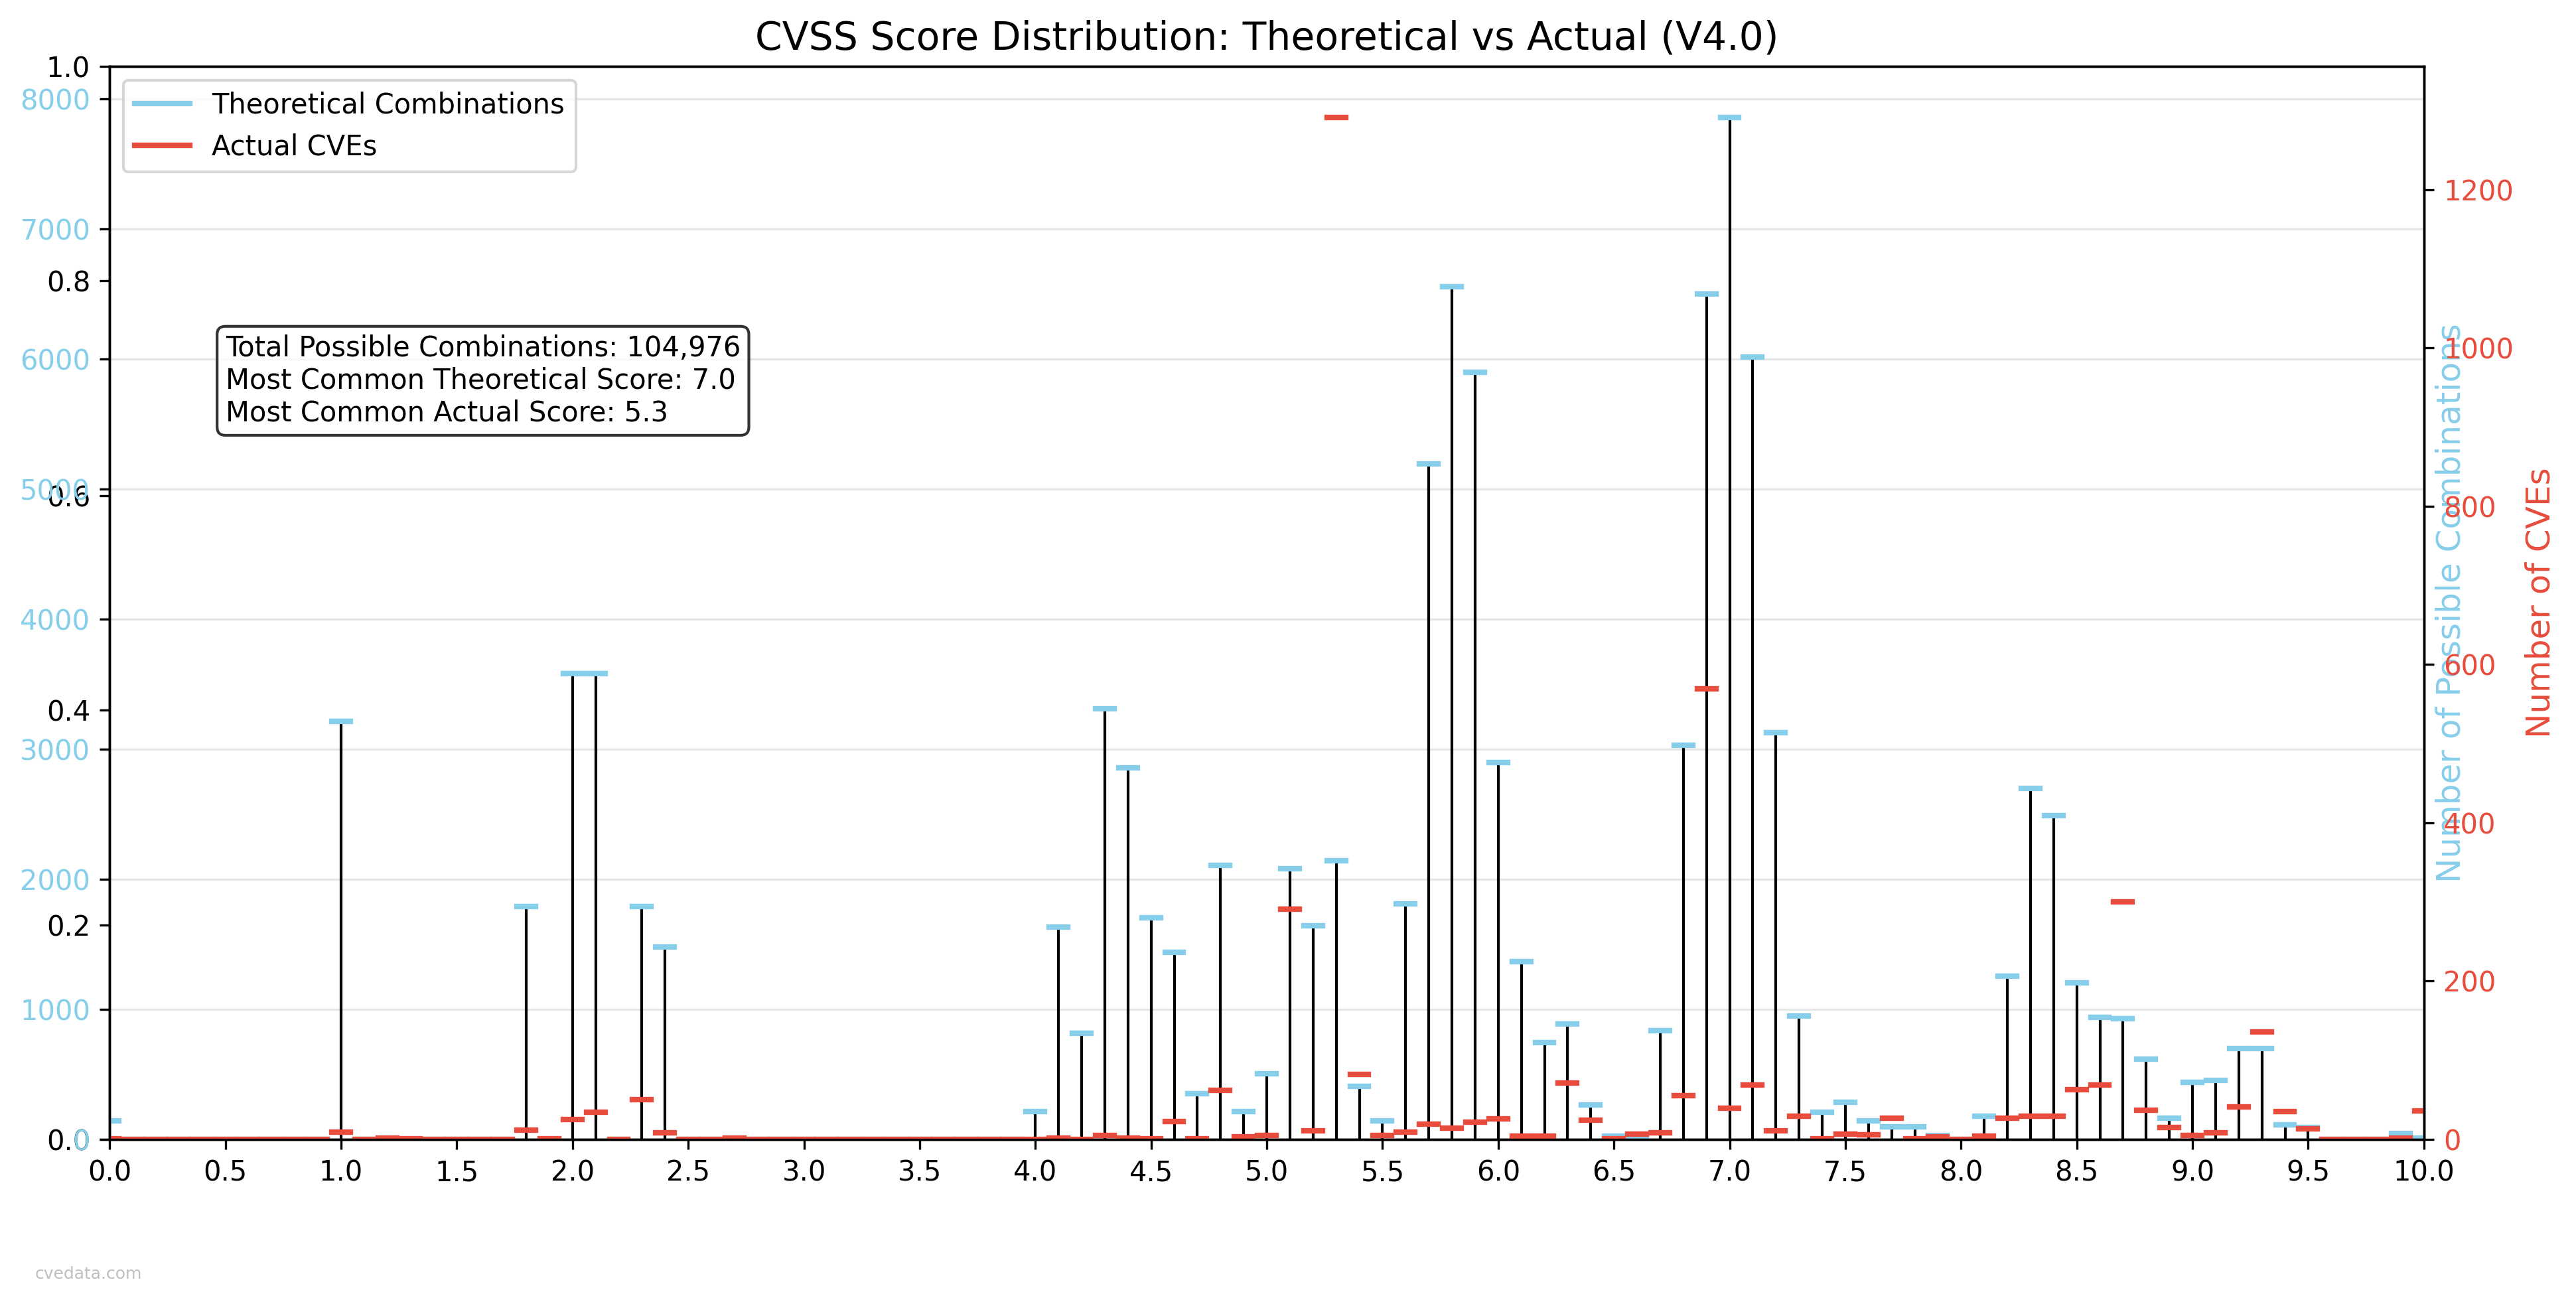 CVSS Score Distribution: Theoretical vs Actual (V4.0)
Theoretical Combinations
Actual CVEs
Total Possible Combinations: 104,976
Most Common Theoretical Score: 7.0
Most Common Actual Score: 5.3
1.0
8000
7000
0.8
6000
5000
0.6
4000
0.4
3000
2000
0.2
1000
0.0
0
1200
1000
800
600
400
200
0
Number of Possible Combinations
Number of CVEs
0.0 0.5 1.0 1.5 2.0 2.5 3.0 3.5 4.0 4.5 5.0 5.5 6.0 6.5 7.0 7.5 8.0 8.5 9.0 9.5 10.0
cvedata.com